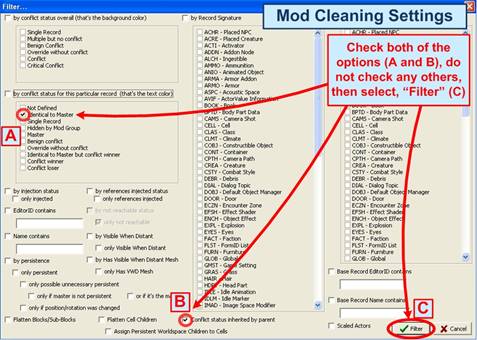 Filter...
by conflict status overall (that's the background color)
Single Record
Multiple but no conflict
Benign Conflict
Override without conflict
Conflict
Critical Conflict
by conflict status for this particular record (that's the text color)
Not Defined
Identical to Master
Single Record
Hidden by Mod Group
Master
Benign conflict
Override without conflict
Identical to Master but conflict winner
Conflict winner
Conflict loser
A
by injection status
only injected
by references injected status
only references injected
EditorID contains
by not reachable status
only not reachable
Name contains
by Visible When Distant
only Visible When Distant
by persistence
by Has Visible When Distant Mesh
only persistent
only Has VWD Mesh
only possible unnecessary persistent
only if master is not persistent
or if it's the m
only if position/rotation was changed
Flatten Blocks/Sub-Blocks
Flatten Cell Children
Conflict status inherited by parent
Assign Persistent Worldspace Children to Cells
B
by Record Signature
ACHR - Placed NPC
ACRE - Placed Creature
ACTI - Activator
ADDN - Addon Node
ALCH - Ingestible
AMMO - Ammunition
ANIO - Animated Object
ARMA - Armor Addon
ARMO - Armor
ASPC - Acoustic Space
AVIF - ActorValue Information
BOOK - Book
BPTD - Body Part Data
CAMS - Camera Shot
CELL - Cell
CLAS - Class
CLMT - Climate
COBJ - Constructible Object
CONT - Container
CPTH - Camera Path
CREA - Creature
CSTY - Combat Style
DEBR - Debris
DIAL - Dialog Topic
DOBJ - Default Object Manager
DOOR - Door
ECZN - Encounter Zone
EFSH - Effect Shader
ENCH - Object Effect
EXPL - Explosion
EYES - Eyes
FACT - Faction
FLST - FormID List
FURN - Furniture
GLOB - Global
GMST - Game Setting
GRAS - Grass
HAIR - Hair
HDPT - Head Part
IDLE - Idle Animation
IDLM - Idle Marker
IMAD - Image Space Modifier
Mod Cleaning Settings
Check both of the
options (A and B), do
not check any others,
then select, “Filter” (C)
BPTD - Body Part Data
CAMS - Camera Shot
CELL - Cell
CLAS - Class
CLMT - Climate
COBJ - Constructible Object
CONT - Container
CPTH - Camera Path
CREA - Creature
CSTY - Combat Style
DEBR - Debris
DIAL - Dialog Topic
DOBJ - Default Object Manager
DOOR - Door
ECZN - Encounter Zone
EFSH - Effect Shader
ENCH - Object Effect
EXPL - Explosion
EYES - Eyes
FACT - Faction
FLST - FormID List
FURN - Furniture
GLOB - Global
Base Record EditorID contains
Base Record Name contains
Scaled Actors
C
Filter
Cancel